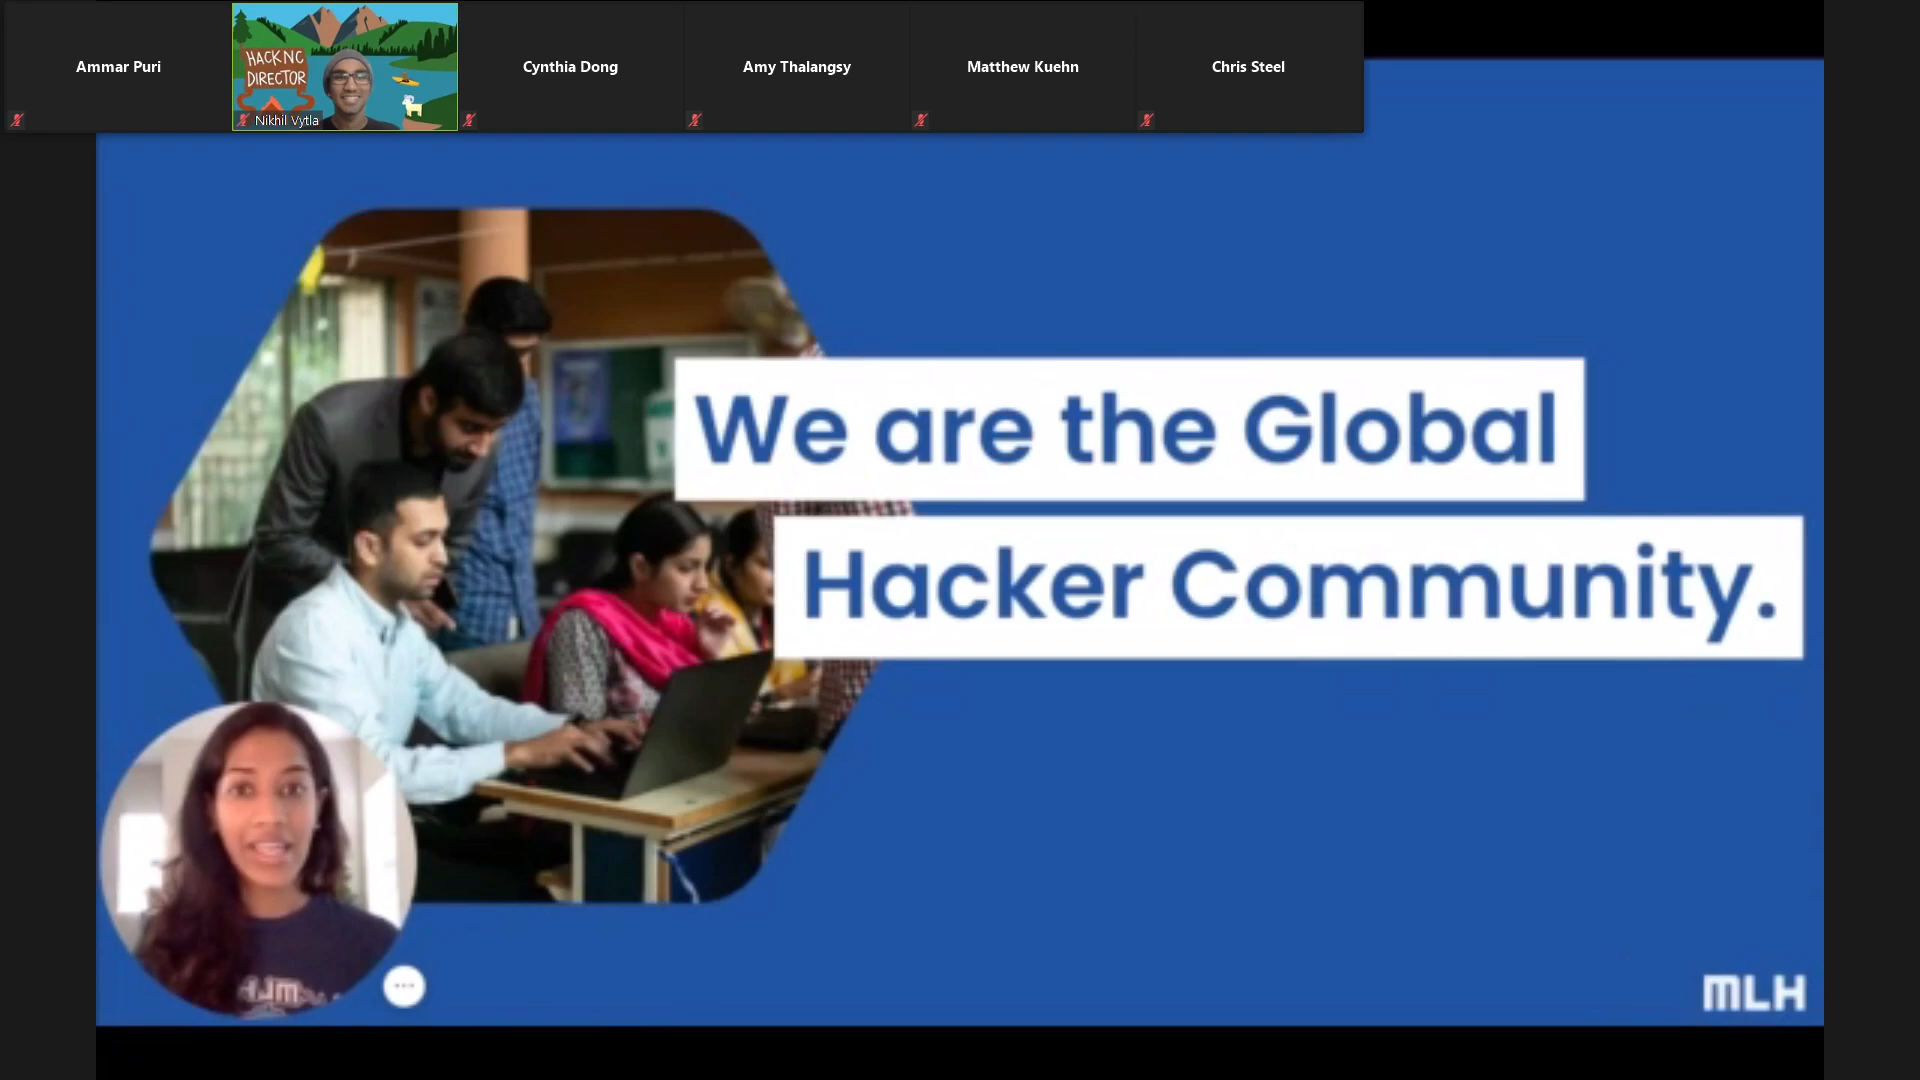 Ammar Puri
HACK NC
DIRECTOR
Nikhil Vytla
Cynthia Dong
Amy Thalangsy
Matthew Kuehn
Chris Steel
We are the Global
Hacker Community.
MLH